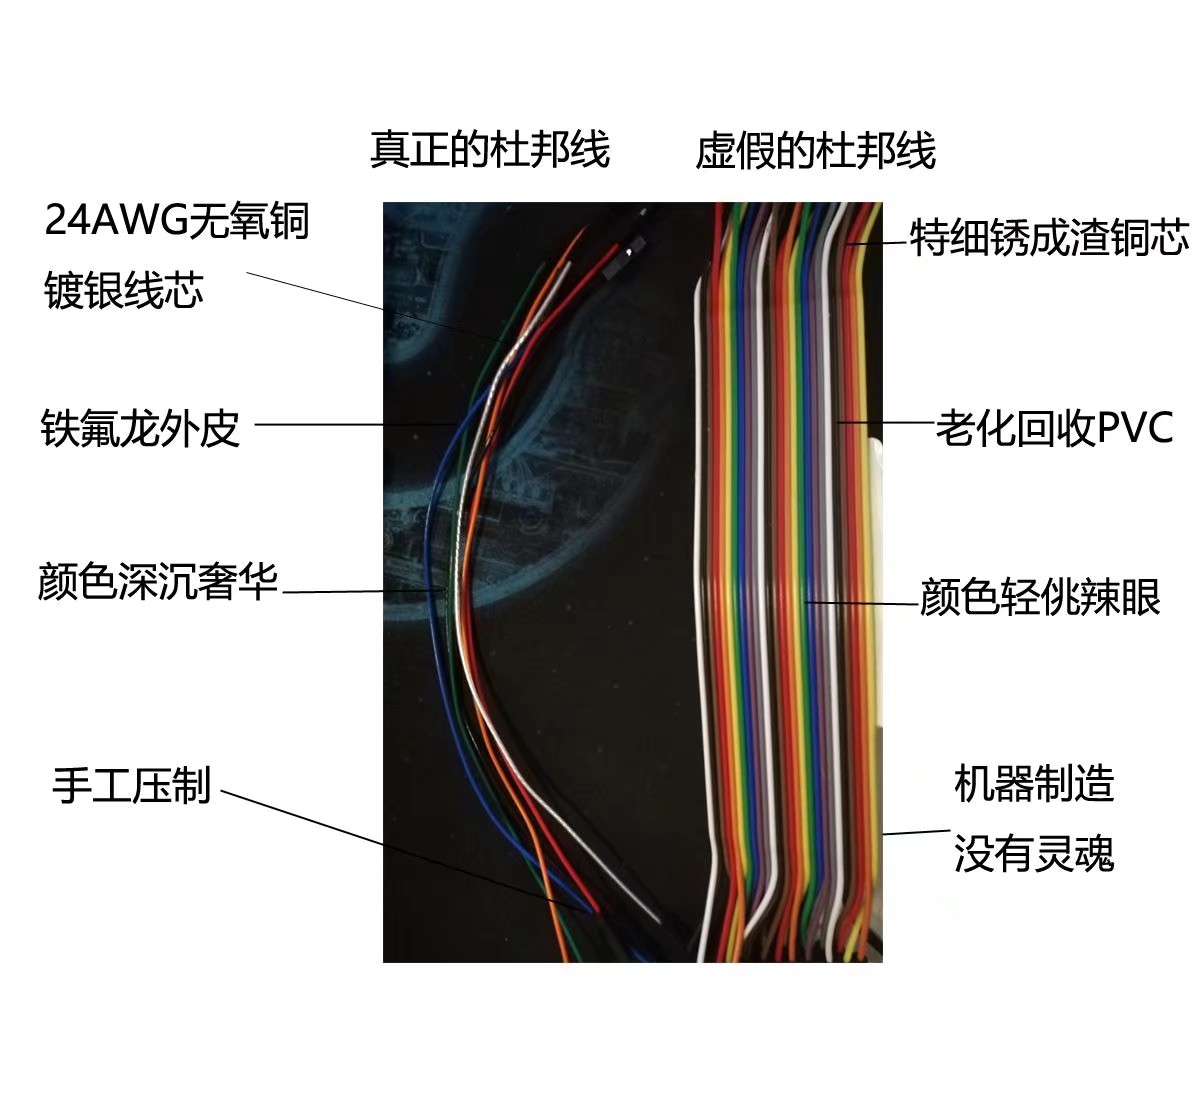 真正的杜邦线
虚假的杜邦线
24AWG无氧铜
镀银线芯
特细锈成渣铜芯
铁氟龙外皮
老化回收PVC
颜色深沉奢华
颜色轻佻辣眼
手工压制
机器制造
没有灵魂